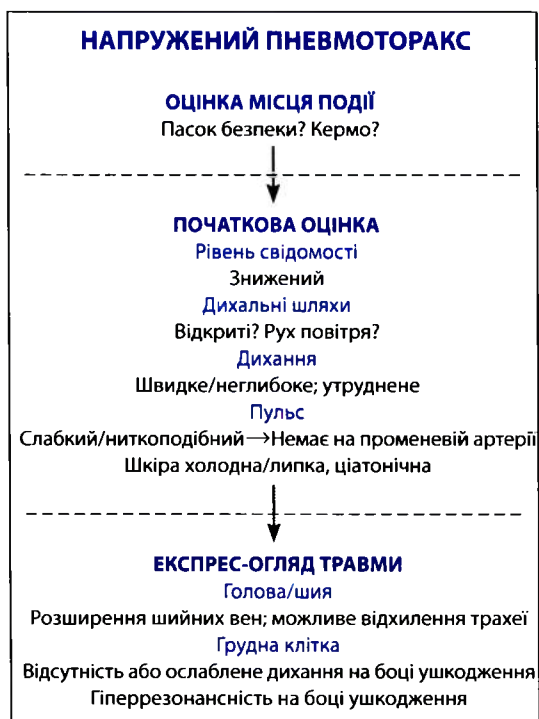 НАПРУЖЕНИЙ ПНЕВМОТОРАКС
ОЦІНКА МІСЦЯ ПОДІЇ
Пасок безпеки? Кермо?
ПОЧАТКОВА ОЦІНКА
Рівень свідомості
Знижений
Дихальні шляхи
Відкриті? Рух повітря?
Дихання
Швидке/неглибоке; утруднене
Пульс
Слабкий/ниткоподібний→Немає на променевій артерії
Шкіра холодна/липка, ціатонічна
ЕКСПРЕС-ОГЛЯД ТРАВМИ
Голова/шия
Розширення шийних вен; можливе відхилення трахеї
Грудна клітка
Відсутність або ослаблене дихання на боці ушкодження
Гіперрезонансність на боці ушкодження